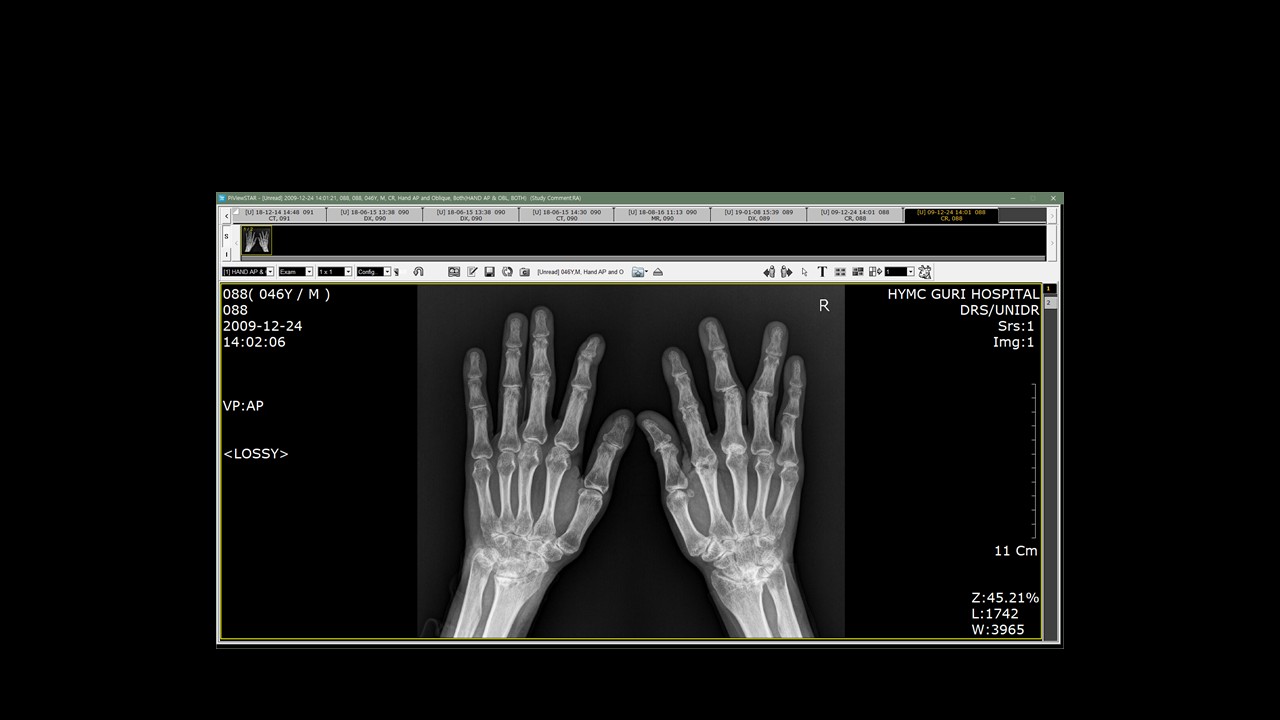 PiViewSTAR - [Unread] 2009-12-24 14:01:21, 088, 088, 046Y, M, CR, Hand AP and Oblique, Both(HAND AP & OBL, BOTH) (Study Comment:RA)
[U] 18-12-14 14:48 091
CT, 091
[U] 18-06-15 13:38 090
DX, 090
[U] 18-06-15 13:38 090
DX, 090
[U] 18-06-15 14:30 090
CT, 090
[U] 18-08-16 11:13 090
MR, 090
[U] 19-01-08 15:39 089
DX, 089
[U] 09-12-24 14:01 088
CR, 088
[U] 09-12-24 14:01 088
CR, 088
S
I
[1] HAND AP &
Exam
1 x 1
Config.
[Unread] 046Y,M, Hand AP and O
T
1
088( 046Y / M )
088
2009-12-24
14:02:06
VP:AP
<LOSSY>
R
HYMC GURI HOSPITAL
DRS/UNIDR
Srs:1
Img:1
11 Cm
Z:45.21%
L:1742
W:3965
1
2